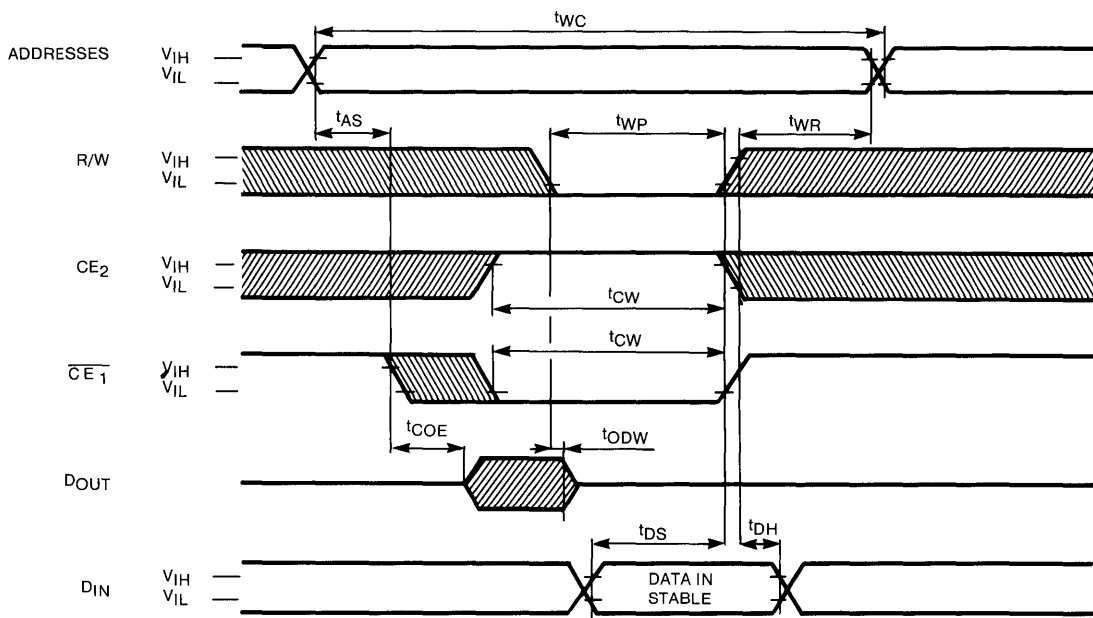 tWC
ADDRESSES VIH
VIL
tAS tWP tWR
R/W VIH
VIL
CE2 VIH
VIL
tCW
tCW
CE1 VIH
VIL
tCOE tODW
DOUT
tDS tDH
DIN VIH
VIL
DATA IN
STABLE